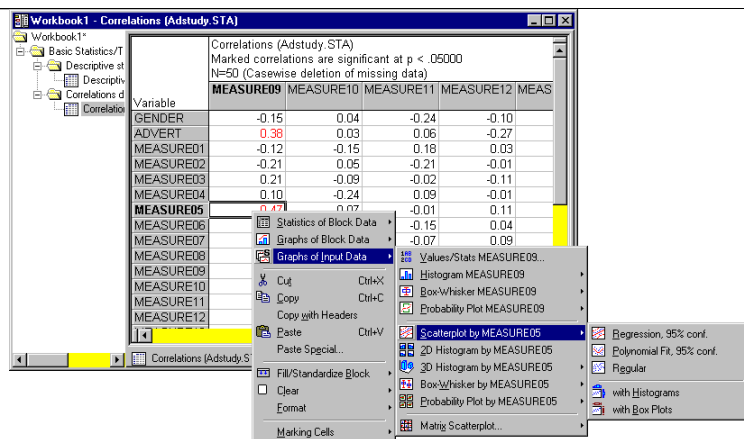 Workbook1 - Correlations (Adstudy.STA)
Workbook1*
Basic Statistics/T
Descriptive st
Descriptiv
Correlations d
Correlation
Correlations (Adstudy.STA)
Marked correlations are significant at p < .05000
N=50 (Casewise deletion of missing data)
Variable MEASURE09 MEASURE10 MEASURE11 MEASURE12 MEAS
GENDER -0.15 0.04 -0.24 -0.10
ADVERT 0.38 0.03 0.06 -0.27
MEASURE01 -0.12 -0.15 0.18 0.03
MEASURE02 -0.21 0.05 -0.21 -0.01
MEASURE03 0.21 -0.09 -0.02 -0.11
MEASURE04 0.10 -0.24 0.09 -0.01
MEASURE05 0.47 0.07 -0.01 0.11
MEASURE06 -0.15 0.04
MEASURE07 -0.07 0.09
MEASURE08
MEASURE09
MEASURE10
MEASURE11
MEASURE12
Correlations (Adstudy.S
Statistics of Block Data
Graphs of Block Data
Graphs of Input Data
Cut Ctrl+X
Copy Ctrl+C
Copy with Headers
Paste Ctrl+V
Paste Special...
Fill/Standardize Block
Clear
Format
Marking Cells
Values/Stats MEASURE09...
Histogram MEASURE09
Box-Whisker MEASURE09
Probability Plot MEASURE09
Scatterplot by MEASURE05
2D Histogram by MEASURE05
3D Histogram by MEASURE05
Box-Whisker by MEASURE05
Probability Plot by MEASURE05
Matrix Scatterplot...
Regression, 95% conf.
Polynomial Fit, 95% conf.
Regular
with Histograms
with Box Plots